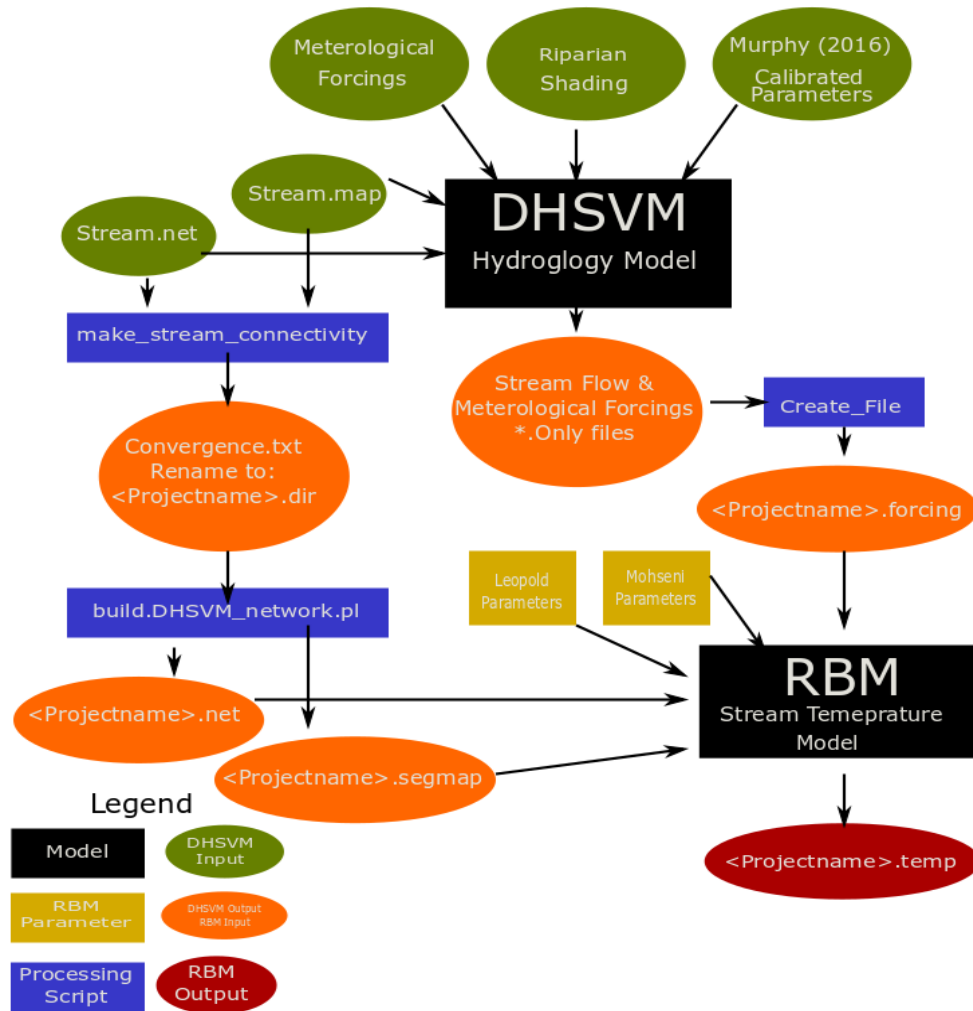 Meterological
Forcings
Riparian
Shading
Murphy (2016)
Calibrated
Parameters
Stream.map
Stream.net
DHSVM
Hydroglogy Model
make_stream_connectivity
Stream Flow &
Meterological Forcings
*.Only files
Create_File
Convergence.txt
Rename to:
<Projectname>.dir
<Projectname>.forcing
Leopold
Parameters
Mohseni
Parameters
build.DHSVM_network.pl
RBM
Stream Temeprature
Model
<Projectname>.net
<Projectname>.segmap
<Projectname>.temp
Legend
Model
DHSVM
Input
RBM
Parameter
DHSVM Output
RBM Input
Processing
Script
RBM
Output